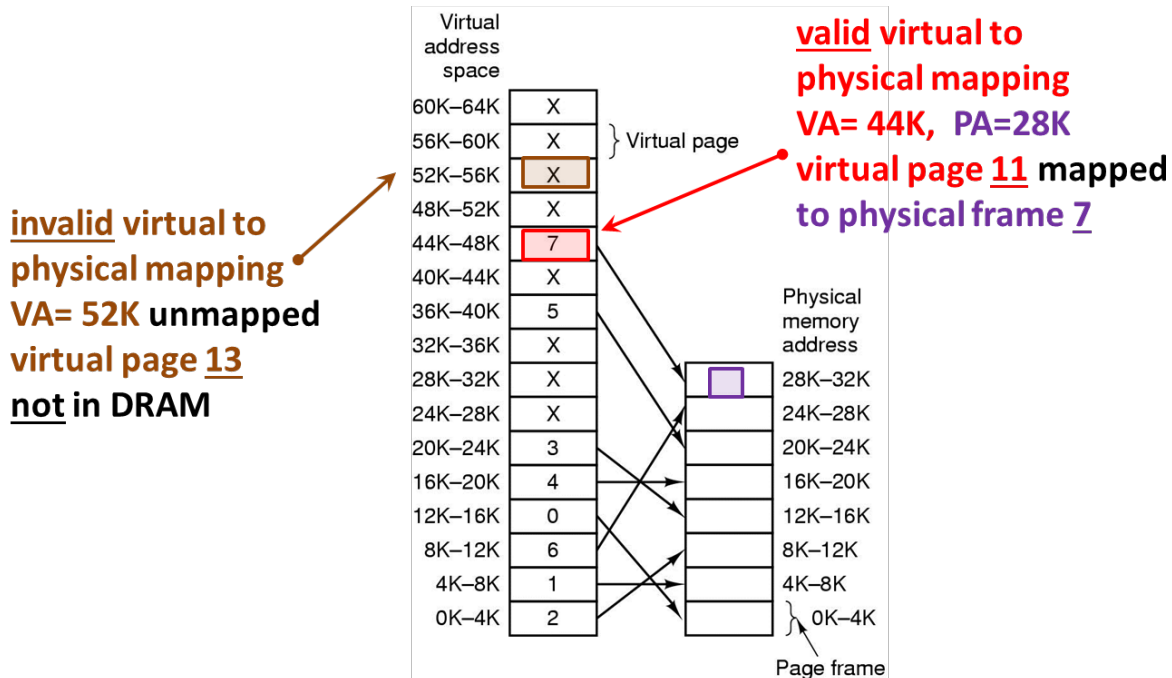 Virtual
address
space
60K–64K X
56K–60K X
Virtual page
52K–56K X
48K–52K X
44K–48K 7
40K–44K X
36K–40K 5
32K–36K X
28K–32K X
24K–28K X
20K–24K 3
16K–20K 4
12K–16K 0
8K–12K 6
4K–8K 1
0K–4K 2
valid virtual to
physical mapping
VA= 44K, PA=28K
virtual page 11 mapped
to physical frame 7
invalid virtual to
physical mapping
VA= 52K unmapped
virtual page 13
not in DRAM
Physical
memory
address
28K–32K
24K–28K
20K–24K
16K–20K
12K–16K
8K–12K
4K–8K
0K–4K
Page frame